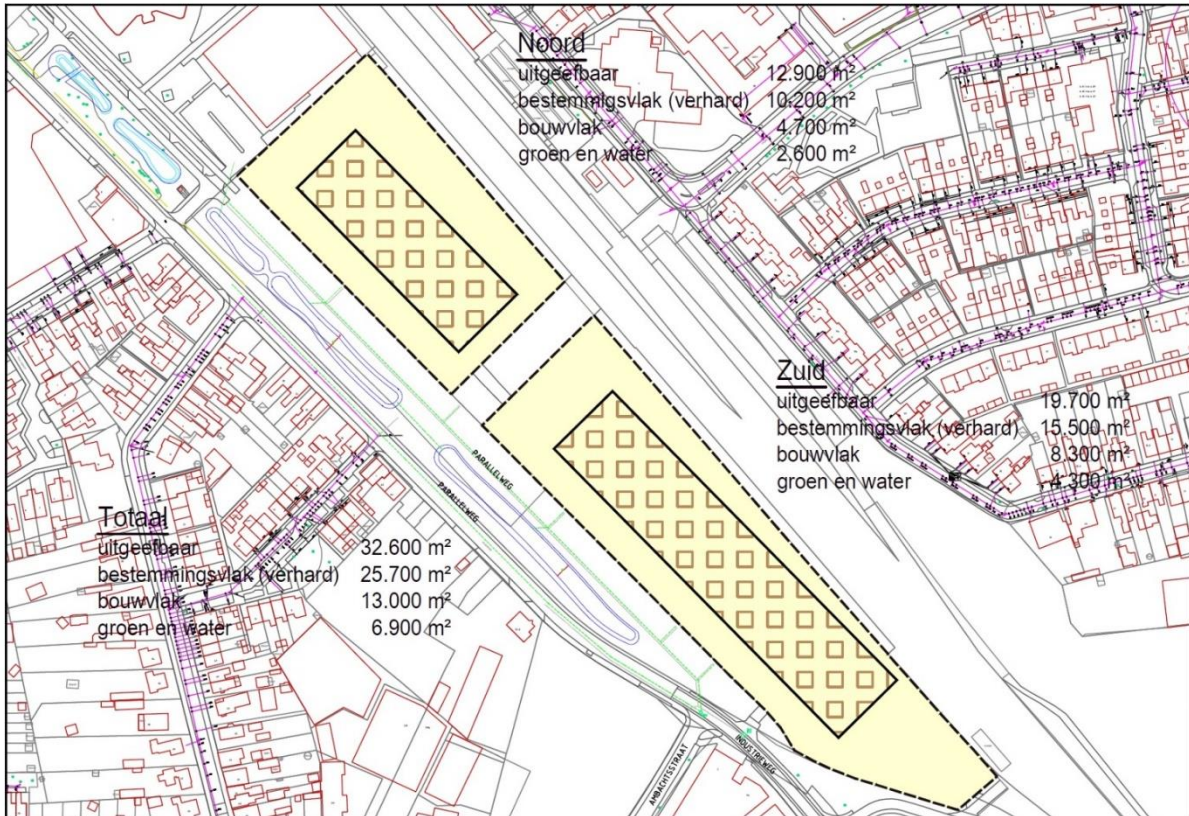 Noord
uitgeefbaar 12.900 m²
bestemmigsvlak (verhard) 10.200 m²
bouwvlak 4.700 m²
groen en water 2.600 m²
Zuid
uitgeefbaar 19.700 m²
bestemmingsvlak (verhard) 15.500 m²
bouwvlak 8.300 m²
groen en water 4.300 m²
PARALLELWEG
PARALLELWEG
Totaal
uitgeefbaar 32.600 m²
bestemmingsvlak (verhard) 25.700 m²
bouwvlak 13.000 m²
groen en water 6.900 m²
AMBACHTSSTRAAT
INDUSTRIEWEG